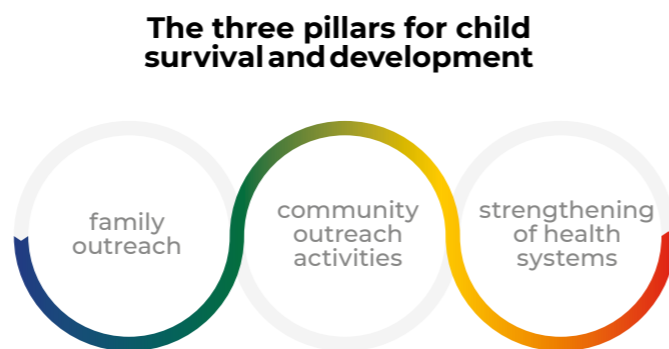 The three pillars for child
survival and development
family
outreach
community
outreach
activities
strengthening
of health
systems